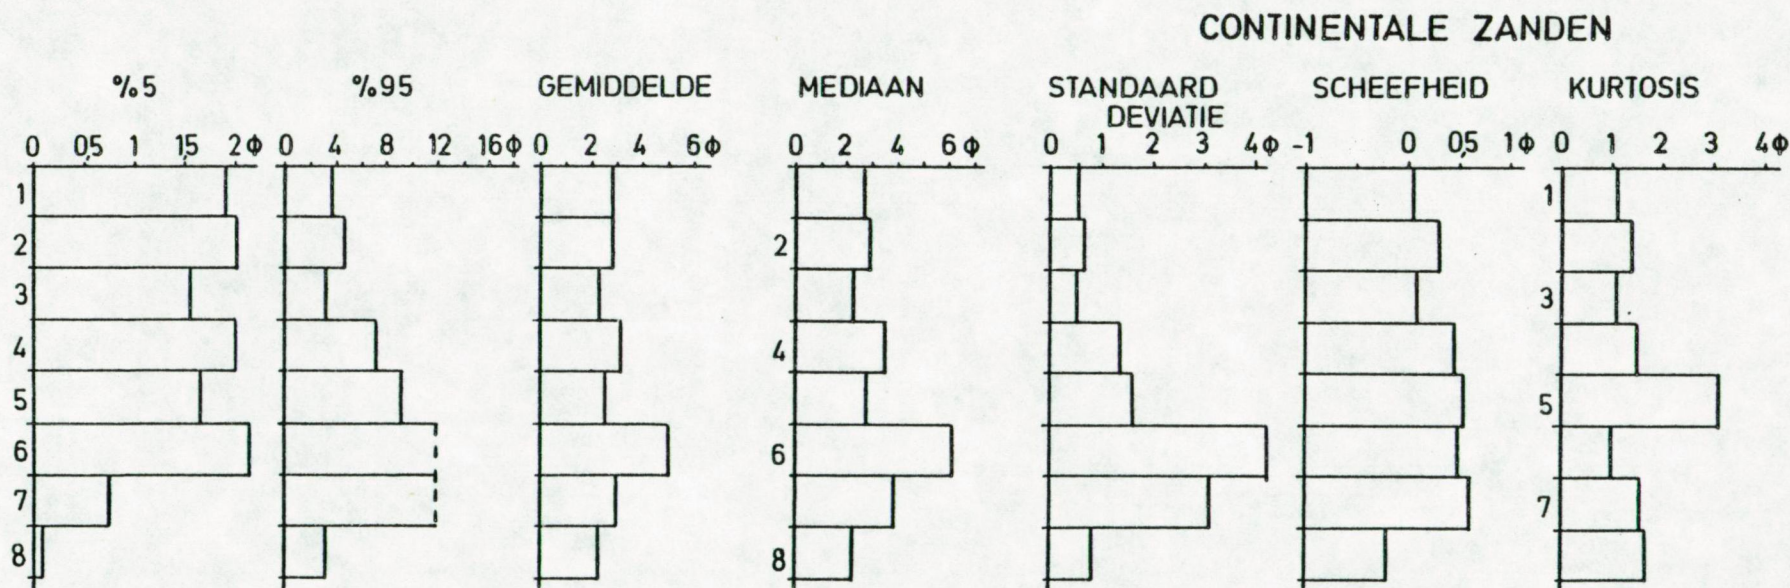 CONTINENTALE ZANDEN
%5 %95 GEMIDDELDE MEDIAAN STANDAARD SCHEEFHEID KURTOSIS
DEVIATIE
0 0,5 1 1,5 2Φ 0 4 8 12 16Φ 0 2 4 6Φ 0 2 4 6Φ 0 1 2 3 4Φ -1 0 0,5 1Φ 0 1 2 3 4Φ
1 1
2 2
3 3
4 4
5 5
6 6
7 7
8 8